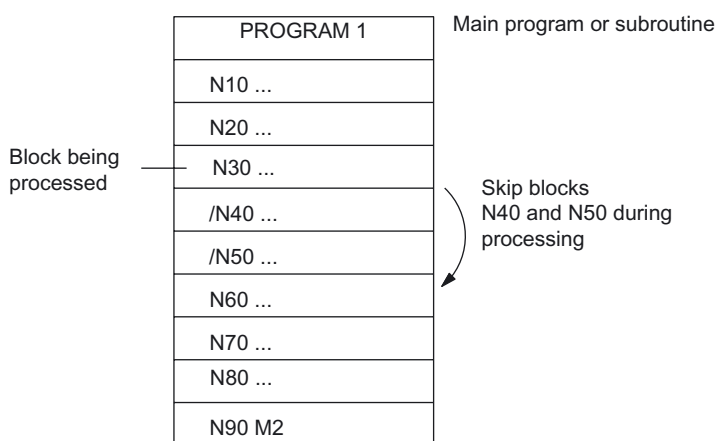 PROGRAM 1
Main program or subroutine
N10 ...
N20 ...
Block being
processed
N30 ...
/N40 ...
/N50 ...
Skip blocks
N40 and N50 during
processing
N60 ...
N70 ...
N80 ...
N90 M2